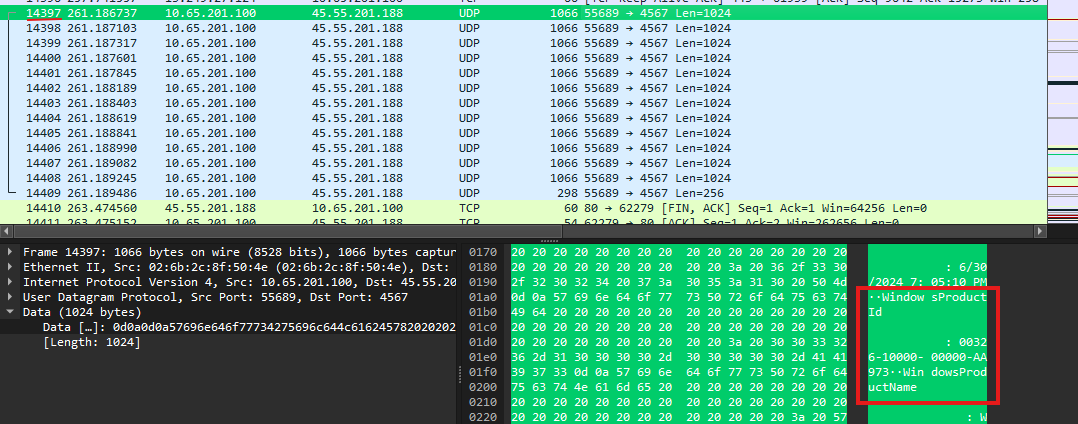 14397 261.186737 10.65.201.100 45.55.201.188 UDP 1066 55689 → 4567 Len=1024
14398 261.187103 10.65.201.100 45.55.201.188 UDP 1066 55689 → 4567 Len=1024
14399 261.187317 10.65.201.100 45.55.201.188 UDP 1066 55689 → 4567 Len=1024
14400 261.187601 10.65.201.100 45.55.201.188 UDP 1066 55689 → 4567 Len=1024
14401 261.187845 10.65.201.100 45.55.201.188 UDP 1066 55689 → 4567 Len=1024
14402 261.188189 10.65.201.100 45.55.201.188 UDP 1066 55689 → 4567 Len=1024
14403 261.188403 10.65.201.100 45.55.201.188 UDP 1066 55689 → 4567 Len=1024
14404 261.188619 10.65.201.100 45.55.201.188 UDP 1066 55689 → 4567 Len=1024
14405 261.188841 10.65.201.100 45.55.201.188 UDP 1066 55689 → 4567 Len=1024
14406 261.188990 10.65.201.100 45.55.201.188 UDP 1066 55689 → 4567 Len=1024
14407 261.189082 10.65.201.100 45.55.201.188 UDP 1066 55689 → 4567 Len=1024
14408 261.189245 10.65.201.100 45.55.201.188 UDP 1066 55689 → 4567 Len=1024
14409 261.189486 10.65.201.100 45.55.201.188 UDP 298 55689 → 4567 Len=256
14410 263.474560 45.55.201.188 10.65.201.100 TCP 60 80 → 62279 [FIN, ACK] Seq=1 Ack=1 Win=64256 Len=0
14411 263.475152 10.65.201.100 45.55.201.188 TCP 54 62279 → 80 [ACK] Seq=1 Ack=2 Win=262656 Len=0
Frame 14397: 1066 bytes on wire (8528 bits), 1066 bytes captur
Ethernet II, Src: 02:6b:2c:8f:50:4e (02:6b:2c:8f:50:4e), Dst:
Internet Protocol Version 4, Src: 10.65.201.100, Dst: 45.55.20
User Datagram Protocol, Src Port: 55689, Dst Port: 4567
Data (1024 bytes)
Data […]: 0d0a0d0a57696e646f77734275696c644c616245782020202
[Length: 1024]
0170 20 20 20 20 20 20 20 20 20 20 20 20 20 20 20 20
0180 20 20 20 20 20 20 20 20 20 20 3a 20 36 2f 33 30 : 6/30
0190 2f 32 30 32 34 20 37 3a 20 30 35 3a 31 30 20 50 4d /2024 7: 05:10 PM
01a0 0d 0a 57 69 6e 64 6f 77 73 50 72 6f 64 75 63 74 ··Window sProduct
01b0 49 64 20 20 20 20 20 20 20 20 20 20 20 20 20 20 Id
01c0 20 20 20 20 20 20 20 20 20 20 20 20 20 20 20 20
01d0 20 20 20 20 20 20 20 20 20 20 3a 20 30 30 33 32 : 0032
01e0 36 2d 31 30 30 30 30 2d 30 30 30 30 30 2d 41 41 6-10000- 00000-AA
01f0 39 37 33 0d 0a 57 69 6e 64 6f 77 73 50 72 6f 64 973··Win dowsProd
0200 75 63 74 4e 61 6d 65 20 20 20 20 20 20 20 20 20 uctName
0210 20 20 20 20 20 20 20 20 20 20 20 20 20 20 20 20
0220 20 20 20 20 20 20 20 20 20 20 20 20 20 3a 20 57 : W